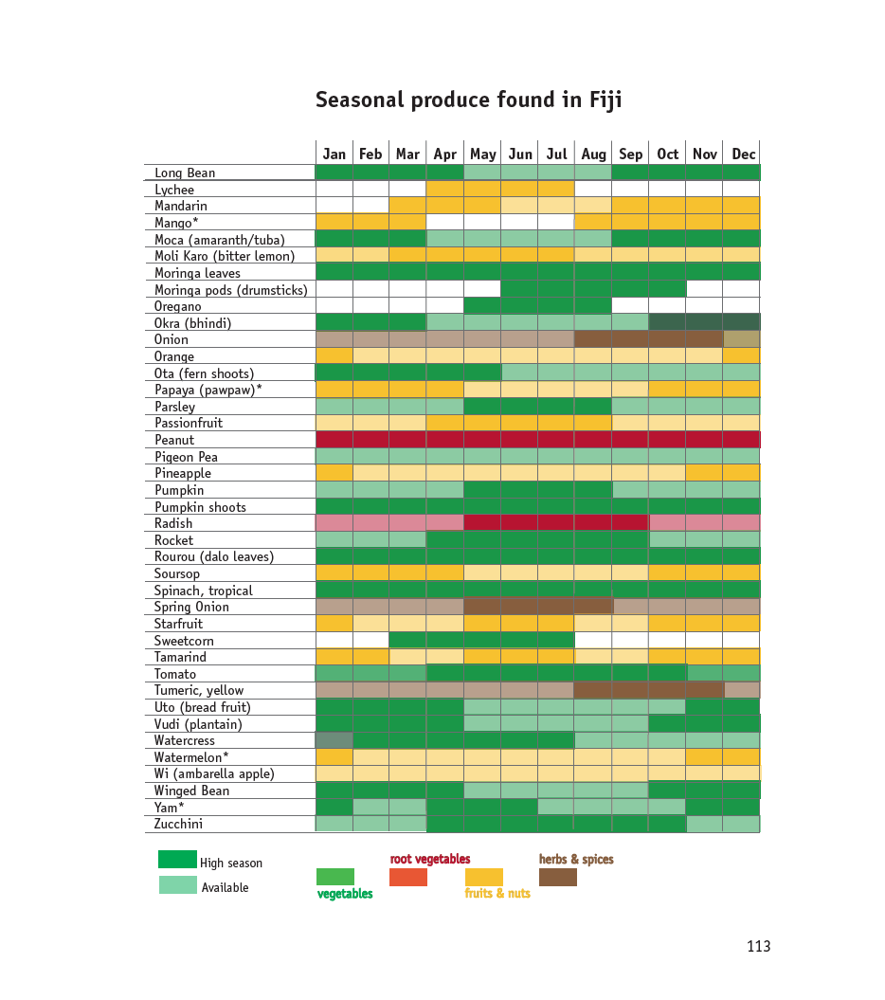 Seasonal produce found in Fiji
Jan Feb Mar Apr May Jun Jul Aug Sep Oct Nov Dec
Long Bean
Lychee
Mandarin
Mango*
Moca (amaranth/tuba)
Moli Karo (bitter lemon)
Moringa leaves
Moringa pods (drumsticks)
Oregano
Okra (bhindi)
Onion
Orange
Ota (fern shoots)
Papaya (pawpaw)*
Parsley
Passionfruit
Peanut
Pigeon Pea
Pineapple
Pumpkin
Pumpkin shoots
Radish
Rocket
Rourou (dalo leaves)
Soursop
Spinach, tropical
Spring Onion
Starfruit
Sweetcorn
Tamarind
Tomato
Tumeric, yellow
Uto (bread fruit)
Vudi (plantain)
Watercress
Watermelon*
Wi (ambarella apple)
Winged Bean
Yam*
Zucchini
root vegetables herbs & spices
High season
Available
vegetables fruits & nuts
113